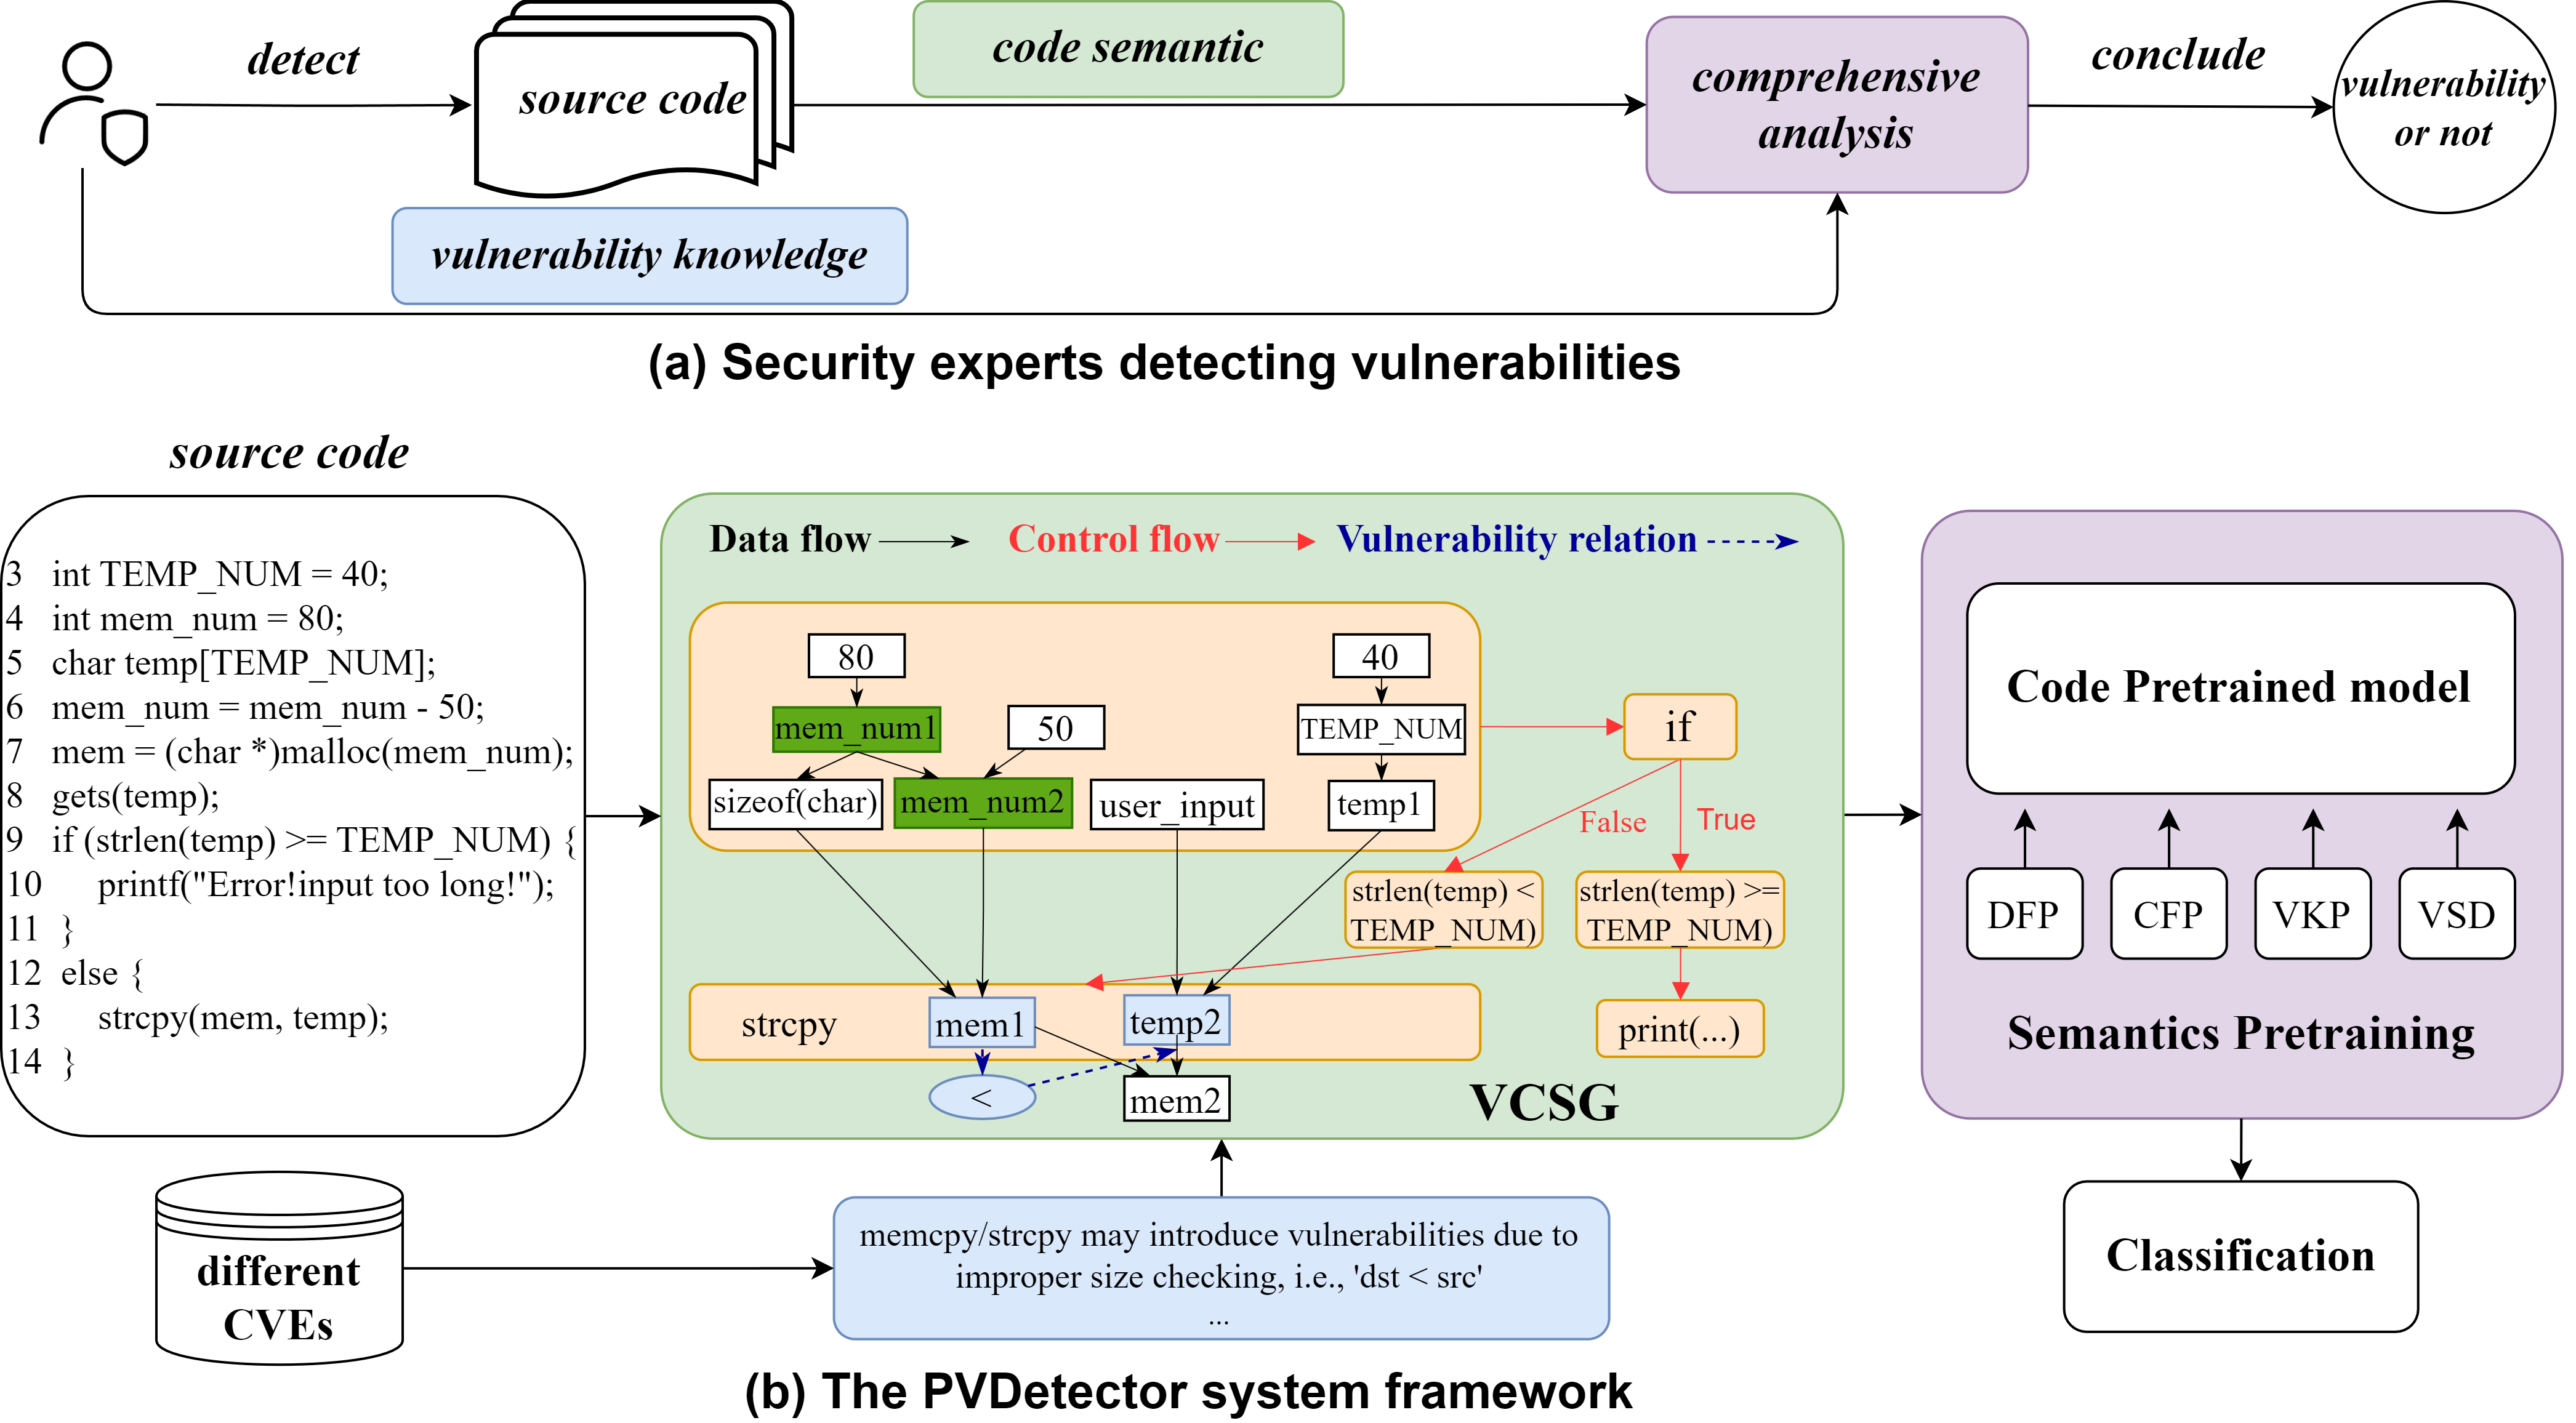 detect
source code
code semantic
comprehensive
analysis
conclude
vulnerability
or not
vulnerability knowledge
(a) Security experts detecting vulnerabilities
source code
3 int TEMP_NUM = 40;
4 int mem_num = 80;
5 char temp[TEMP_NUM];
6 mem_num = mem_num - 50;
7 mem = (char *)malloc(mem_num);
8 gets(temp);
9 if (strlen(temp) >= TEMP_NUM) {
10 printf("Error!input too long!");
11 }
12 else {
13 strcpy(mem, temp);
14 }
Data flow
Control flow
Vulnerability relation
80
40
mem_num1
50
TEMP_NUM
if
sizeof(char)
mem_num2
user_input
temp1
False
True
strlen(temp) <
TEMP_NUM)
strlen(temp) >=
TEMP_NUM)
strcpy
mem1
temp2
print(...)
<
mem2
VCSG
Code Pretrained model
DFP
CFP
VKP
VSD
Semantics Pretraining
different
CVEs
memcpy/strcpy may introduce vulnerabilities due to
improper size checking, i.e., 'dst < src'
...
Classification
(b) The PVDetector system framework